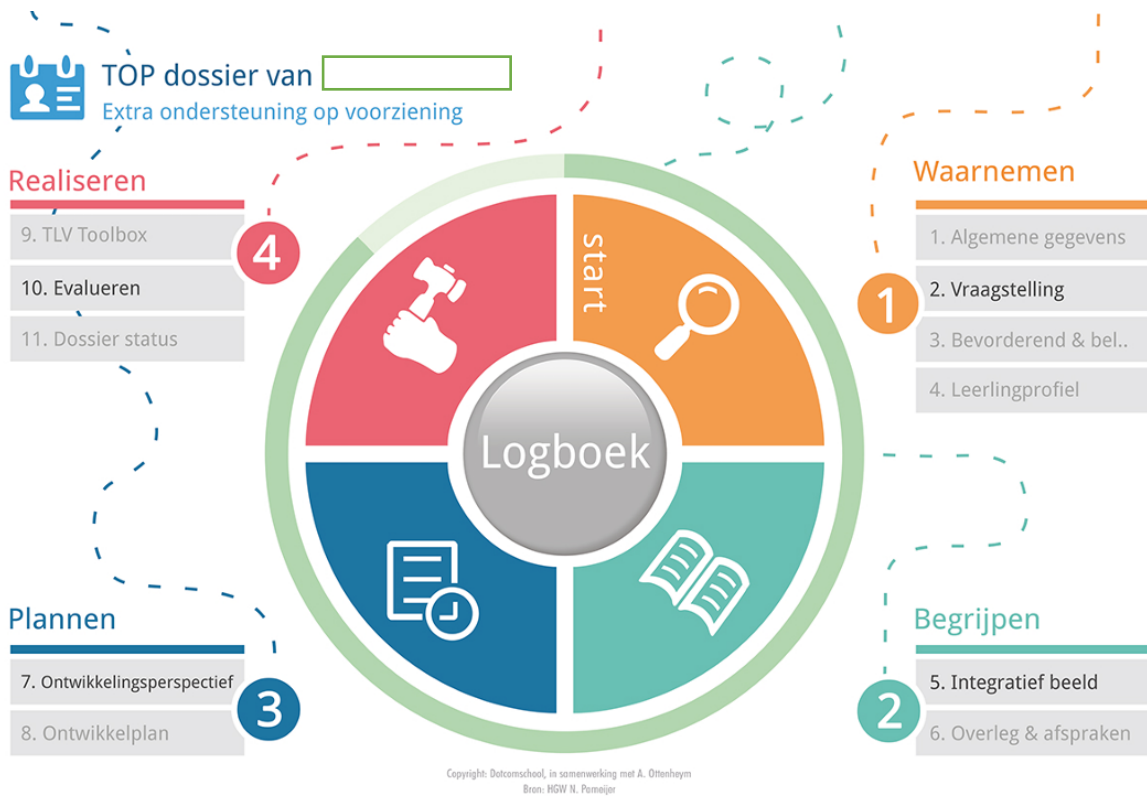 TOP dossier van
Extra ondersteuning op voorziening
Realiseren
9. TLV Toolbox
10. Evalueren
11. Dossier status
4
Waarnemen
1. Algemene gegevens
2. Vraagstelling
3. Bevorderend & bel..
4. Leerlingprofiel
1
start
Logboek
Plannen
7. Ontwikkelingsperspectief
8. Ontwikkelplan
3
Begrijpen
5. Integratief beeld
6. Overleg & afspraken
2
Copyright: Dotcomschool, in samenwerking met A. Ottenheym
Bron: HGW N. Pameijer